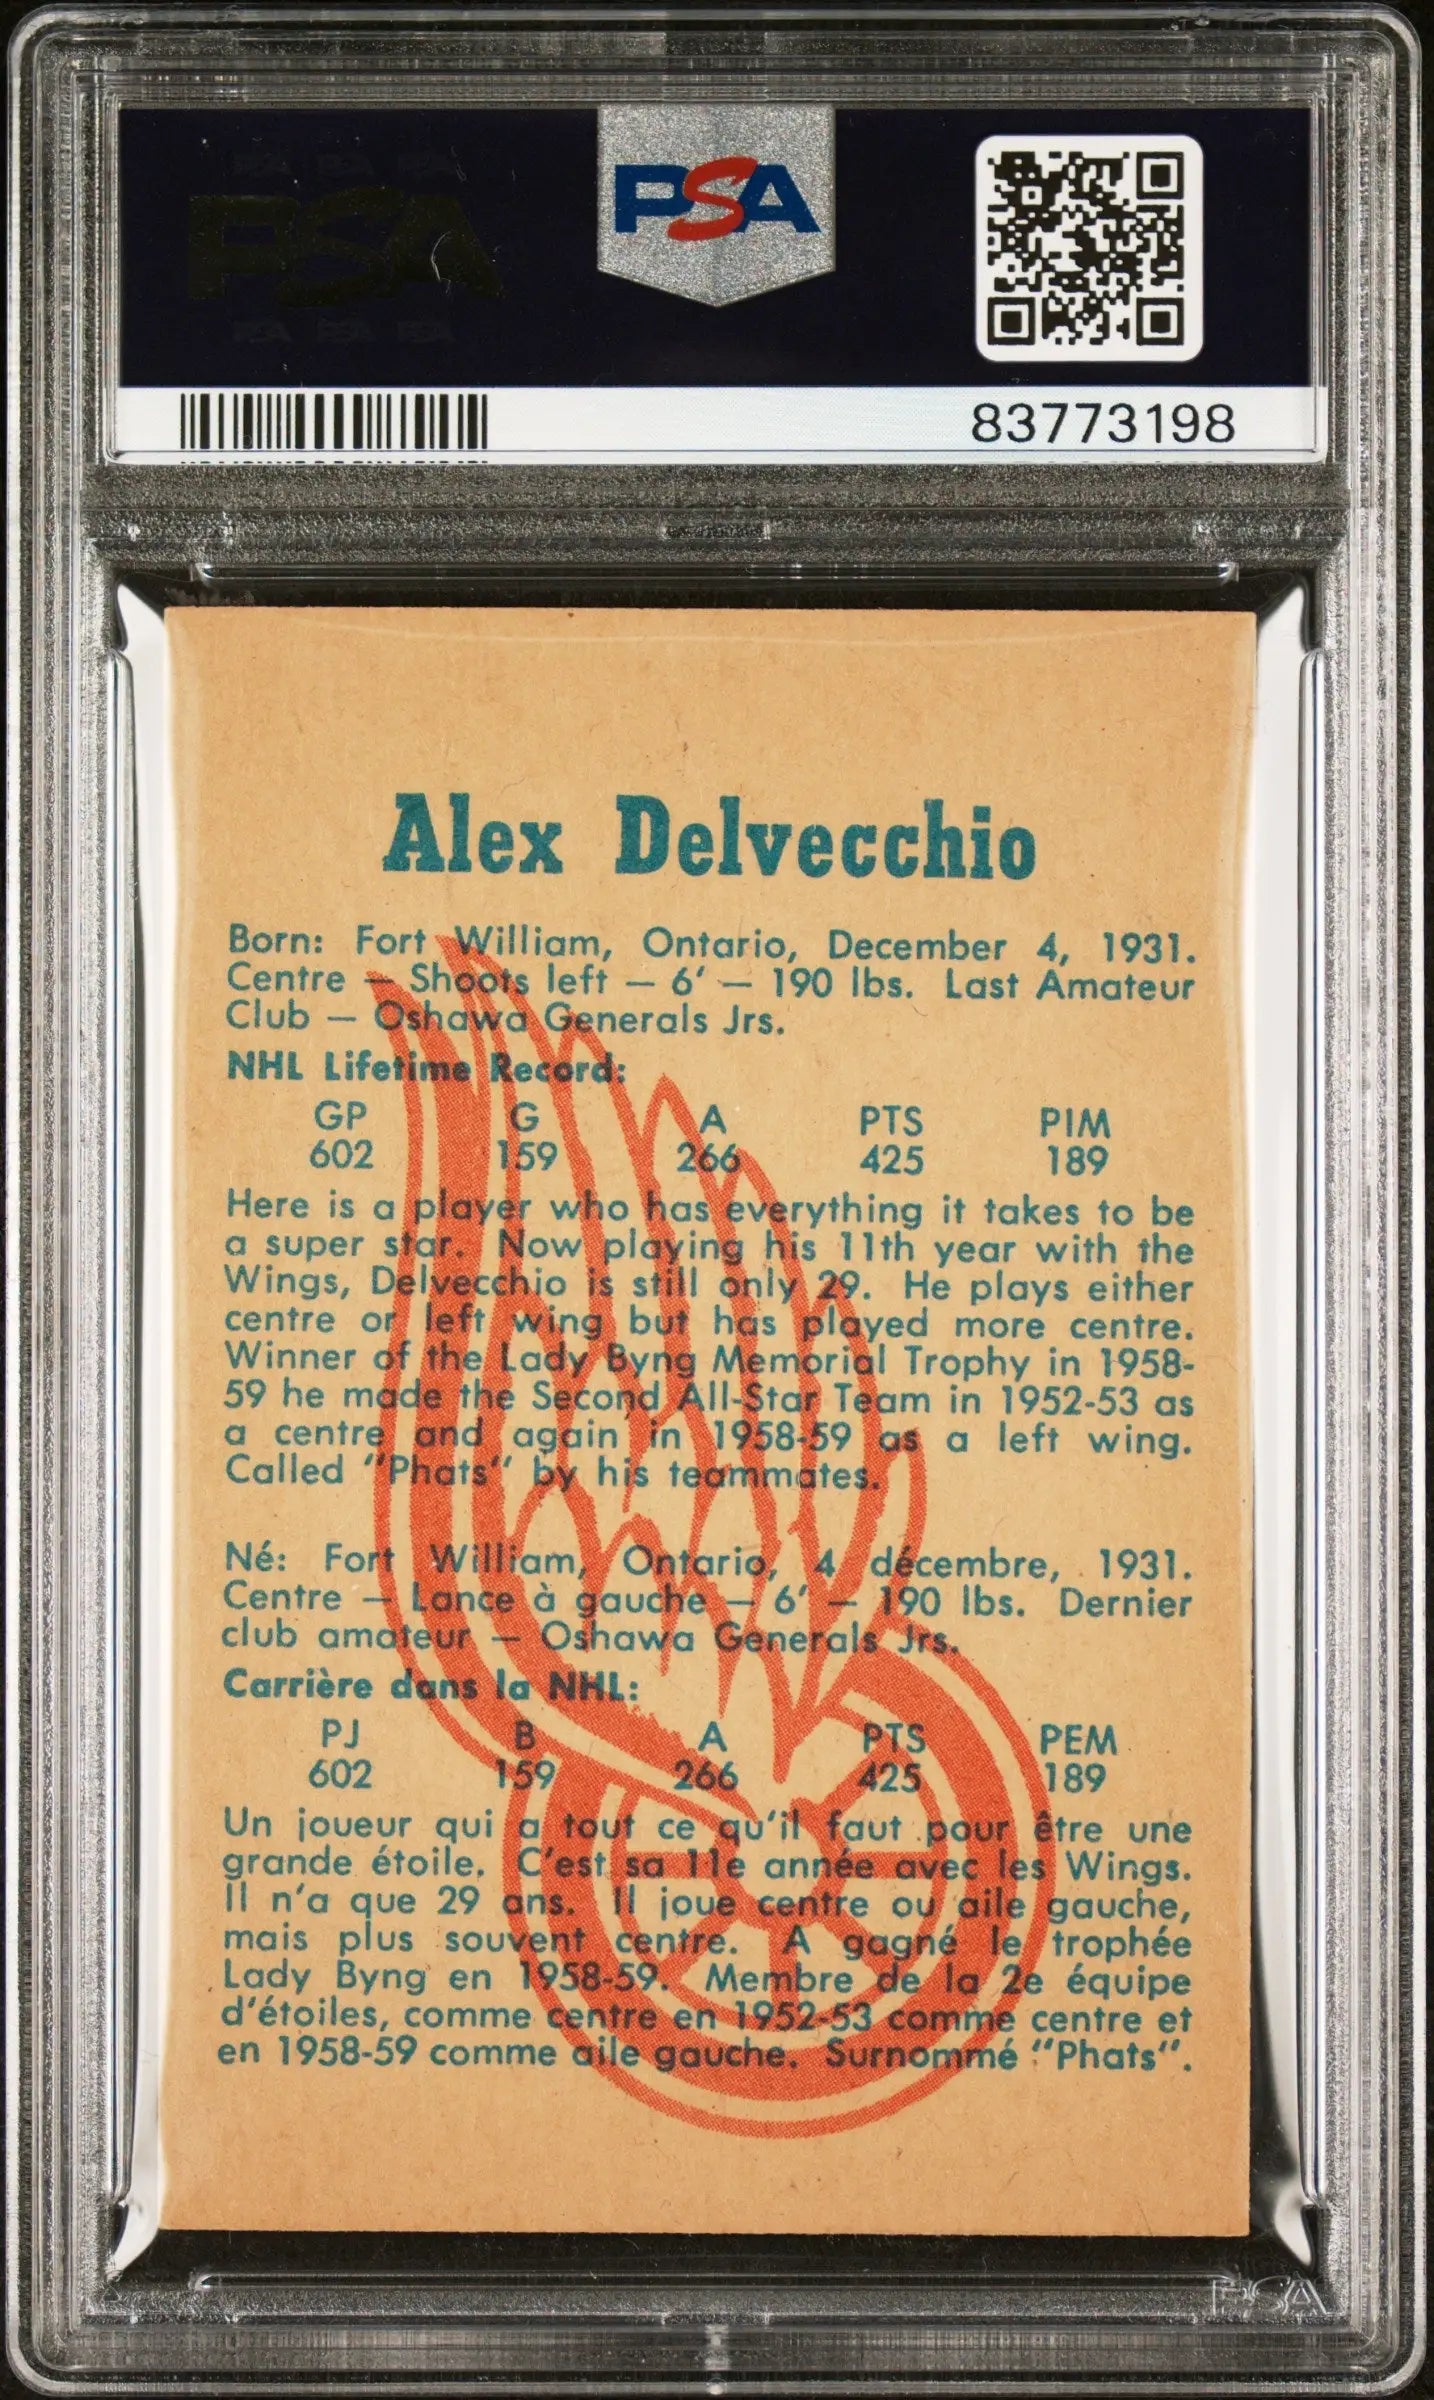 PSA
PSA
83773198
Alex Delvecchio
Born: Fort William, Ontario, December 4, 1931.
Centre — Shoots left — 6' — 190 lbs. Last Amateur
Club — Oshawa Generals Jrs.
NHL Lifetime Record:
GP G A PTS PIM
602 159 266 425 189
Here is a player who has everything it takes to be
a super star. Now playing his 11th year with the
Wings, Delvecchio is still only 29. He plays either
centre or left wing but has played more centre.
Winner of the Lady Byng Memorial Trophy in 1958-
59 he made the Second All-Star Team in 1952-53 as
a centre and again in 1958-59 as a left wing.
Called "Phats" by his teammates.
Né: Fort William, Ontario, 4 décembre, 1931.
Centre — Lance à gauche — 6' — 190 lbs. Dernier
club amateur — Oshawa Generals Jrs.
Carrière dans la NHL:
PJ B A PTS PEM
602 159 266 425 189
Un joueur qui a tout ce qu'il faut pour être une
grande étoile. C'est sa 11e année avec les Wings.
Il n'a que 29 ans. Il joue centre ou aile gauche,
mais plus souvent centre. A gagné le trophée
Lady Byng en 1958-59. Membre de la 2e équipe
d'étoiles, comme centre en 1952-53 comme centre et
en 1958-59 comme aile gauche. Surnommé "Phats".
PSA